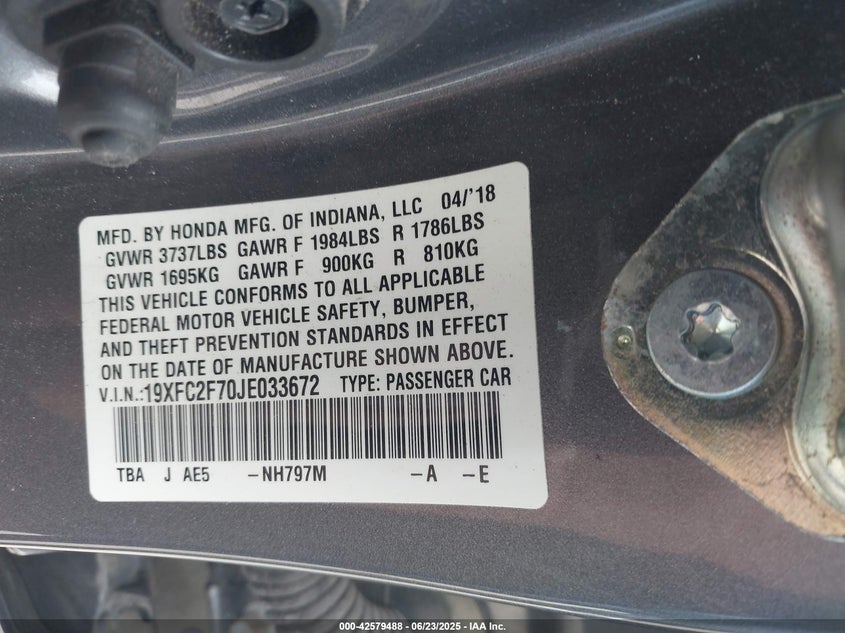 MFD. BY HONDA MFG. OF INDIANA, LLC 04/'18
GVWR 3737LBS GAWR F 1984LBS R 1786LBS
GVWR 1695KG GAWR F 900KG R 810KG
THIS VEHICLE CONFORMS TO ALL APPLICABLE
FEDERAL MOTOR VEHICLE SAFETY, BUMPER,
AND THEFT PREVENTION STANDARDS IN EFFECT
ON THE DATE OF MANUFACTURE SHOWN ABOVE.
V.I.N.:19XFC2F70JE033672 TYPE: PASSENGER CAR
TBA J AE5 -NH797M -A -E
000-42579488 - 06/23/2025 - IAA Inc.